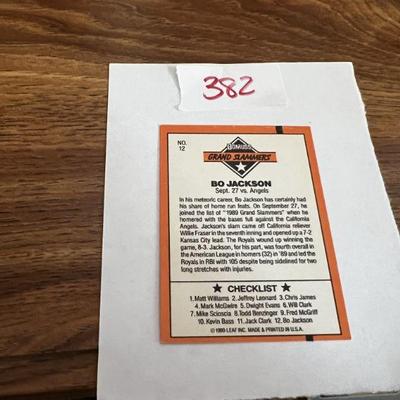 382
NO.
12
DONRUSS
GRAND SLAMMERS
BO JACKSON
Sept. 27 vs. Angels
In his meteoric career, Bo Jackson has certainly had
his share of home run feats. On September 27, he
joined the list of "1989 Grand Slammers" when he
homered with the bases full against the California
Angels. Jackson's slam came off California reliever
Willie Fraser in the seventh inning and opened up a 7-2
Kansas City lead. The Royals wound up winning the
game, 8-3. Jackson, for his part, was fourth overall in
the American League in homers (32) in '89 and led the
Royals in RBI with 105 despite being sidelined for two
long stretches with injuries.
★ CHECKLIST ★
1. Matt Williams 2. Jeffrey Leonard 3. Chris James
4. Mark McGwire 5. Dwight Evans 6. Will Clark
7. Mike Scioscia 8. Todd Benzinger 9. Fred McGriff
10. Kevin Bass 11. Jack Clark 12. Bo Jackson
© 1990 LEAF INC. MADE & PRINTED IN U.S.A.